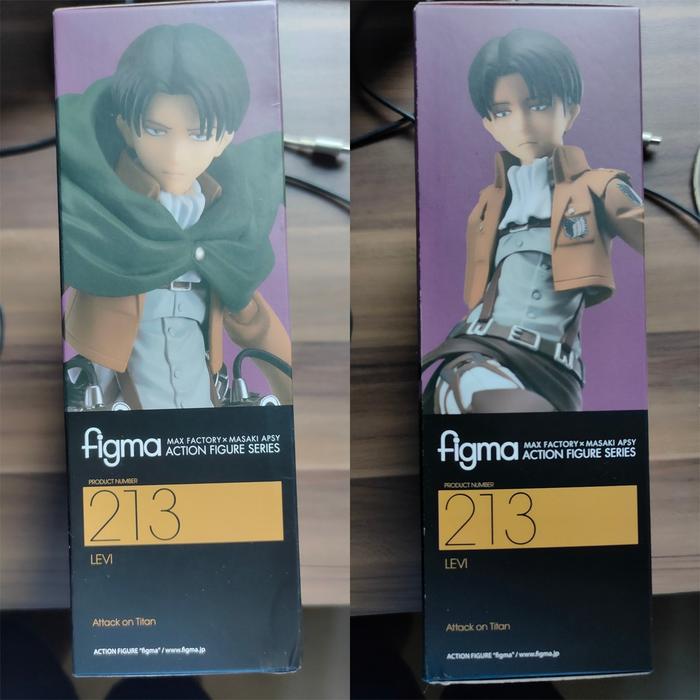 figma MAX FACTORY × MASAKI APSY
ACTION FIGURE SERIES
PRODUCT NUMBER
213
LEVI
Attack on Titan
ACTION FIGURE "figma" / www.figma.jp
figma MAX FACTORY × MASAKI APSY
ACTION FIGURE SERIES
PRODUCT NUMBER
213
LEVI
Attack on Titan
ACTION FIGURE "figma" / www.figma.jp